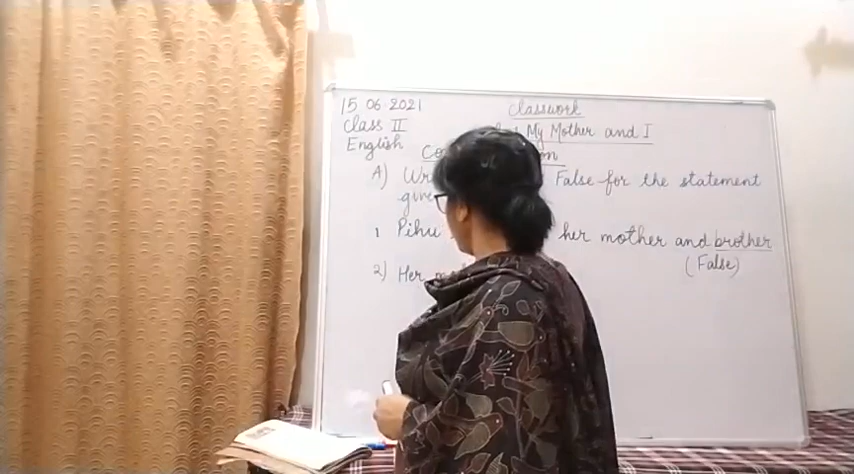 15.06.2021 Classwork
Class II My Mother and I
English
A) False for the statement
give
1 Pihu her mother and brother
(False)
2) Her